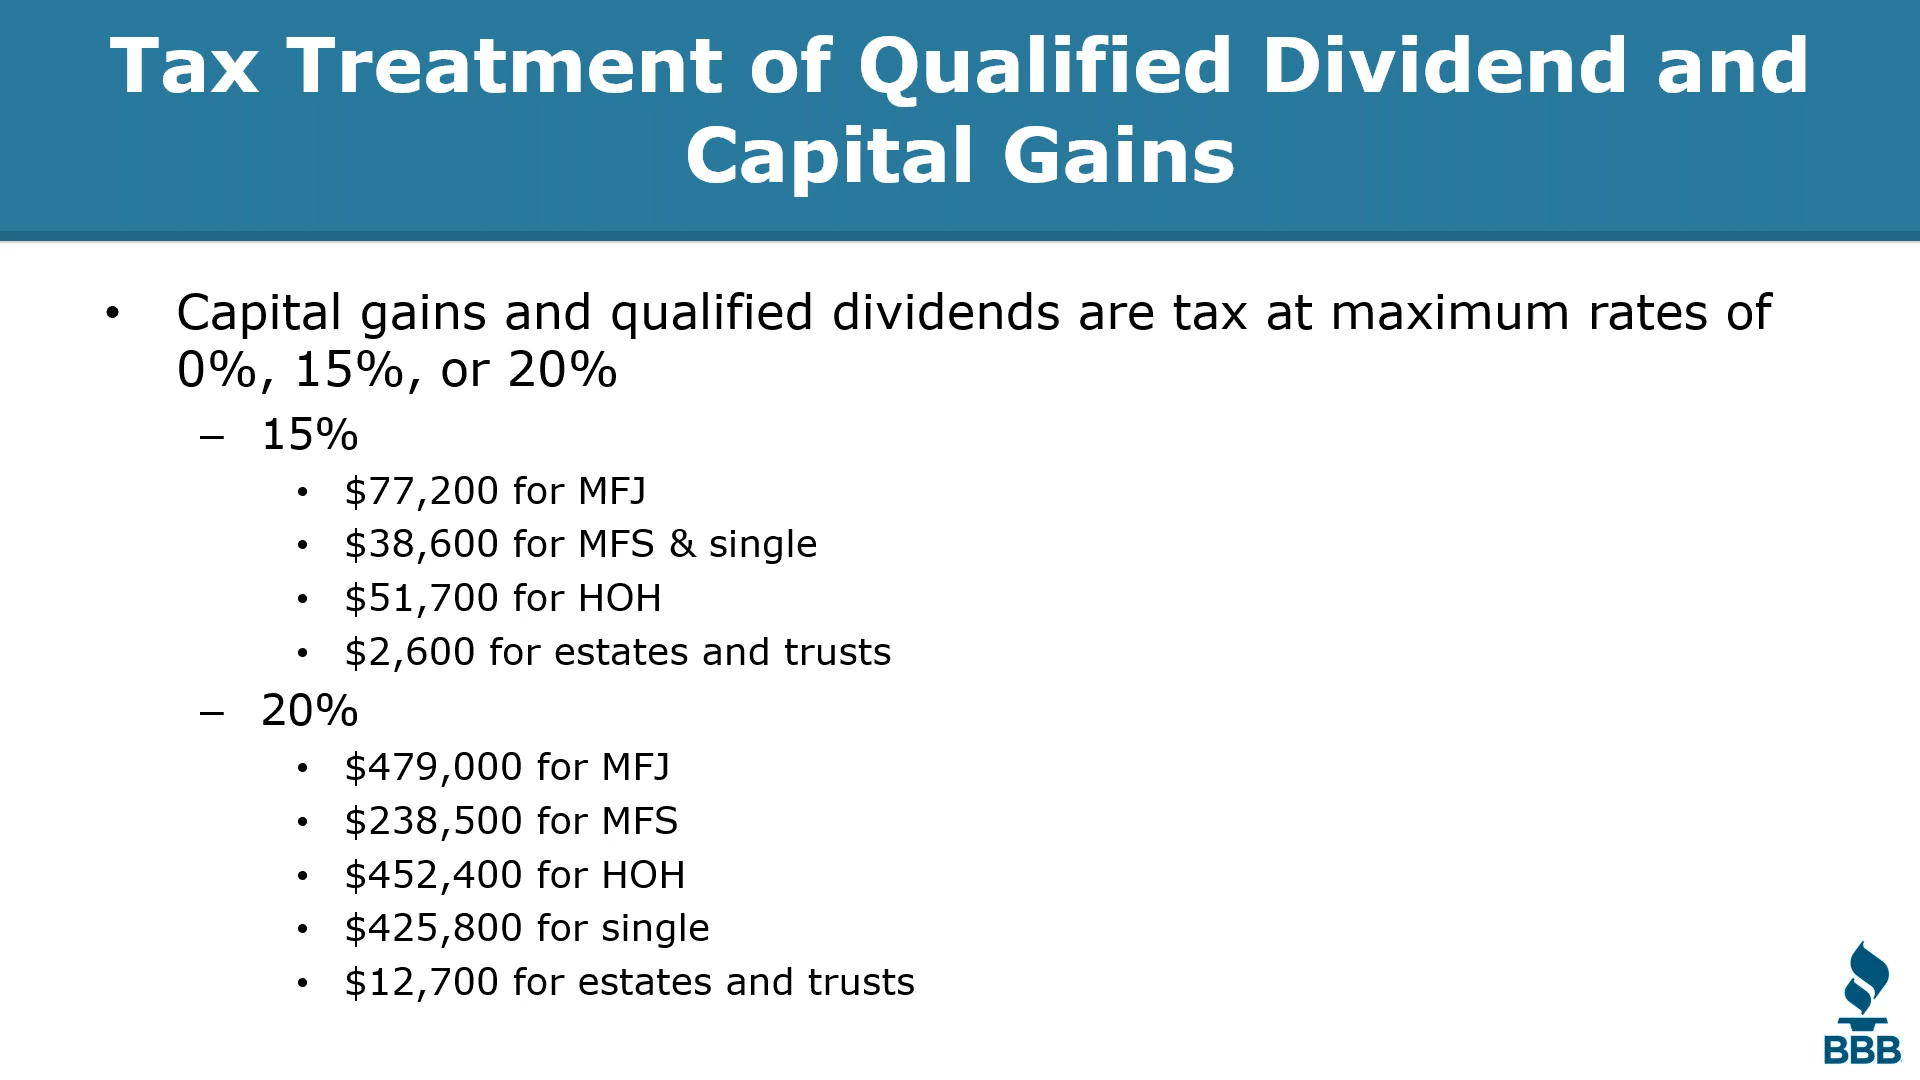 Tax Treatment of Qualified Dividend and
Capital Gains
• Capital gains and qualified dividends are tax at maximum rates of
0%, 15%, or 20%
– 15%
• $77,200 for MFJ
• $38,600 for MFS & single
• $51,700 for HOH
• $2,600 for estates and trusts
– 20%
• $479,000 for MFJ
• $238,500 for MFS
• $452,400 for HOH
• $425,800 for single
• $12,700 for estates and trusts
BBB